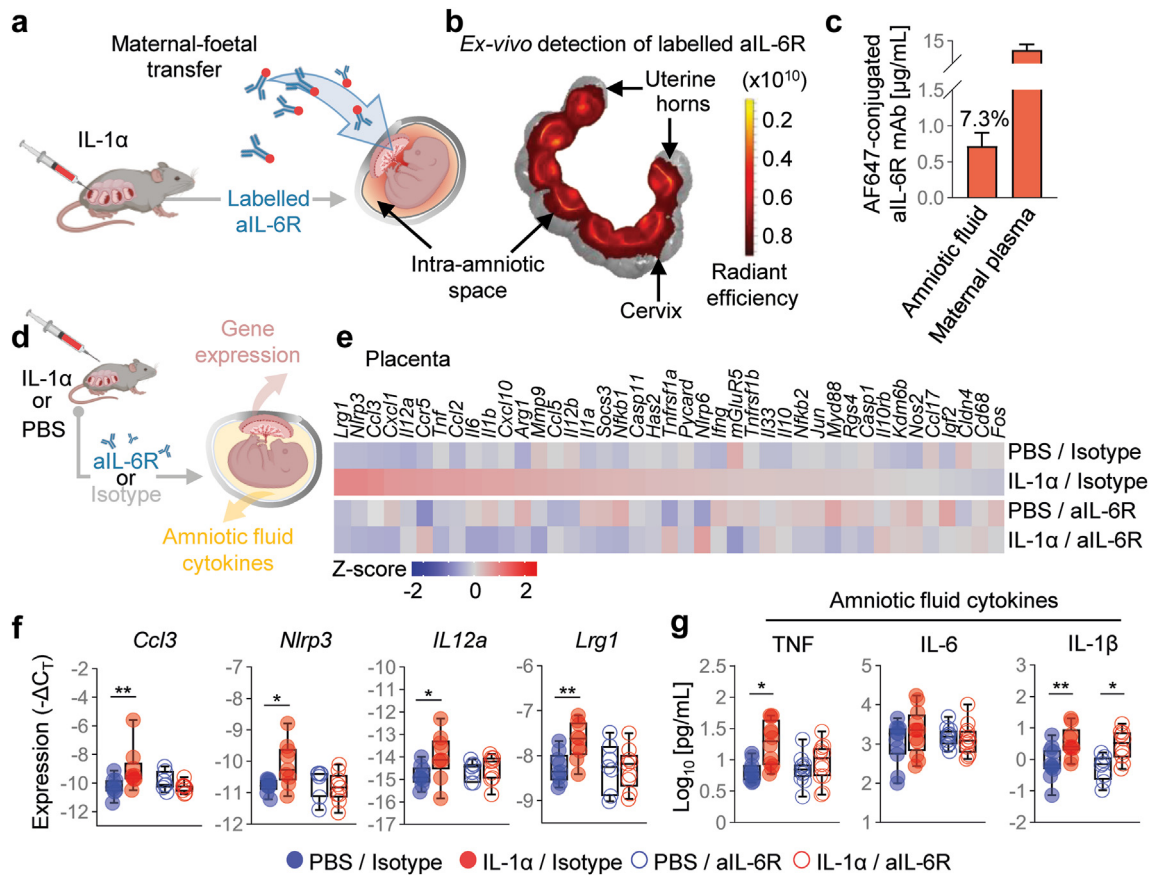 a
Maternal-foetal
transfer
IL-1α
Labelled
aIL-6R
Intra-amniotic
space
b
Ex-vivo detection of labelled aIL-6R
Uterine
horns
Cervix
(x10¹⁰)
0.2
0.4
0.6
0.8
Radiant
efficiency
c
AF647-conjugated
aIL-6R mAb [µg/mL]
15
1.5
1.0
0.5
0.0
7.3%
Amniotic fluid
Maternal plasma
d
IL-1α
or
PBS
Gene
expression
aIL-6R
or
Isotype
Amniotic fluid
cytokines
e
Placenta
Lrg1 Nlrp3 Ccl3 Cxcl1 Il12a Ccr5 Tnf Ccl2 Il6 Il1b Cxcl10 Arg1 Mmp9 Ccl5 Il12b Il1a Socs3 Nfkb1 Casp11 Has2 Tnfrsf1a Pycard Nlrp6 Ifng mGluR5 Tnfrsf1b Il33 Il10 Nfkb2 Jun Myd88 Rgs4 Casp1 Il10rb Kdm6b Nos2 Ccl17 Igf2 Cldn4 Cd68 Fos
PBS / Isotype
IL-1α / Isotype
PBS / aIL-6R
IL-1α / aIL-6R
Z-score
-2 0 2
f
Expression (-ΔC_T)
Ccl3
-2
-4
-6
-8
-10
-12
**
Nlrp3
-7
-8
-9
-10
-11
-12
*
IL12a
-10
-11
-12
-13
-14
-15
-16
-17
*
Lrg1
-6
-7
-8
-9
**
g
Amniotic fluid cytokines
Log₁₀ [pg/mL]
TNF
2.5
2.0
1.5
1.0
0.5
0
*
IL-6
5
4
3
2
1
IL-1β
3
2
1
0
-1
-2
** *
PBS / Isotype IL-1α / Isotype PBS / aIL-6R IL-1α / aIL-6R